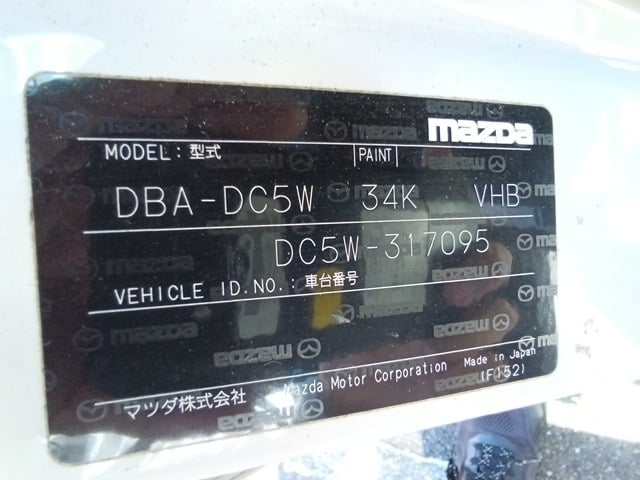 mazda
MODEL : 型式 PAINT
DBA-DC5W 34K VHB
DC5W-317095
VEHICLE ID.NO. : 車台番号
マツダ株式会社 Mazda Motor Corporation Made in Japan
(F152)